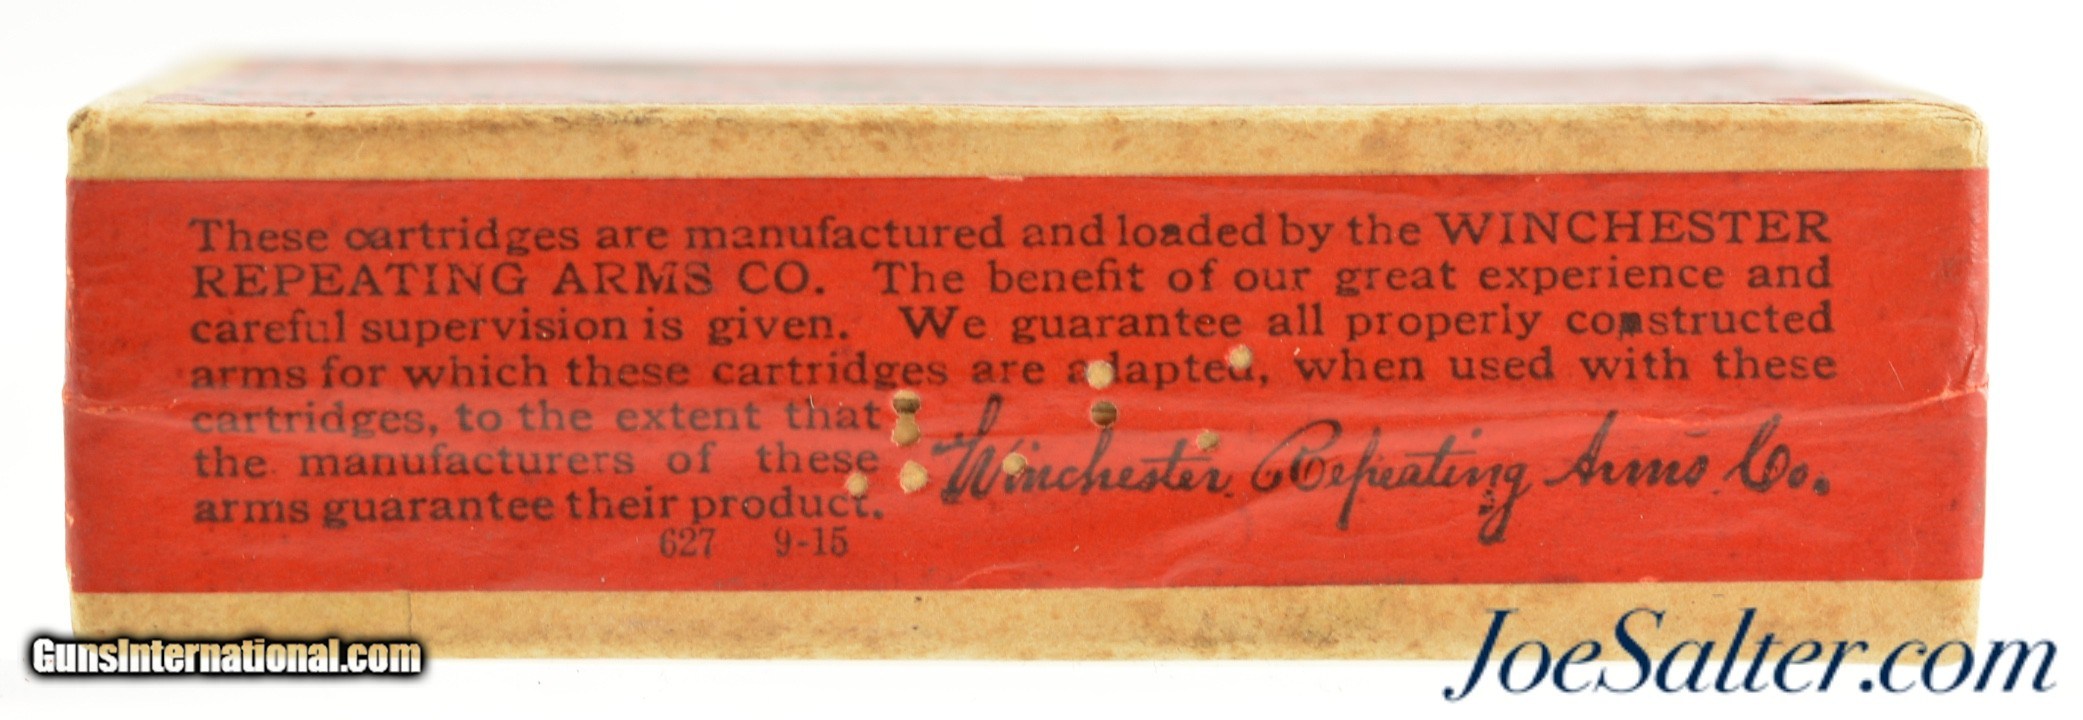 These cartridges are manufactured and loaded by the WINCHESTER
REPEATING ARMS CO. The benefit of our great experience and
careful supervision is given. We guarantee all properly constructed
arms for which these cartridges are adapted, when used with these
cartridges, to the extent that
the manufacturers of these
arms guarantee their product.
Winchester Repeating Arms Co.
627 9-15
GunsInternational.com
JoeSalter.com